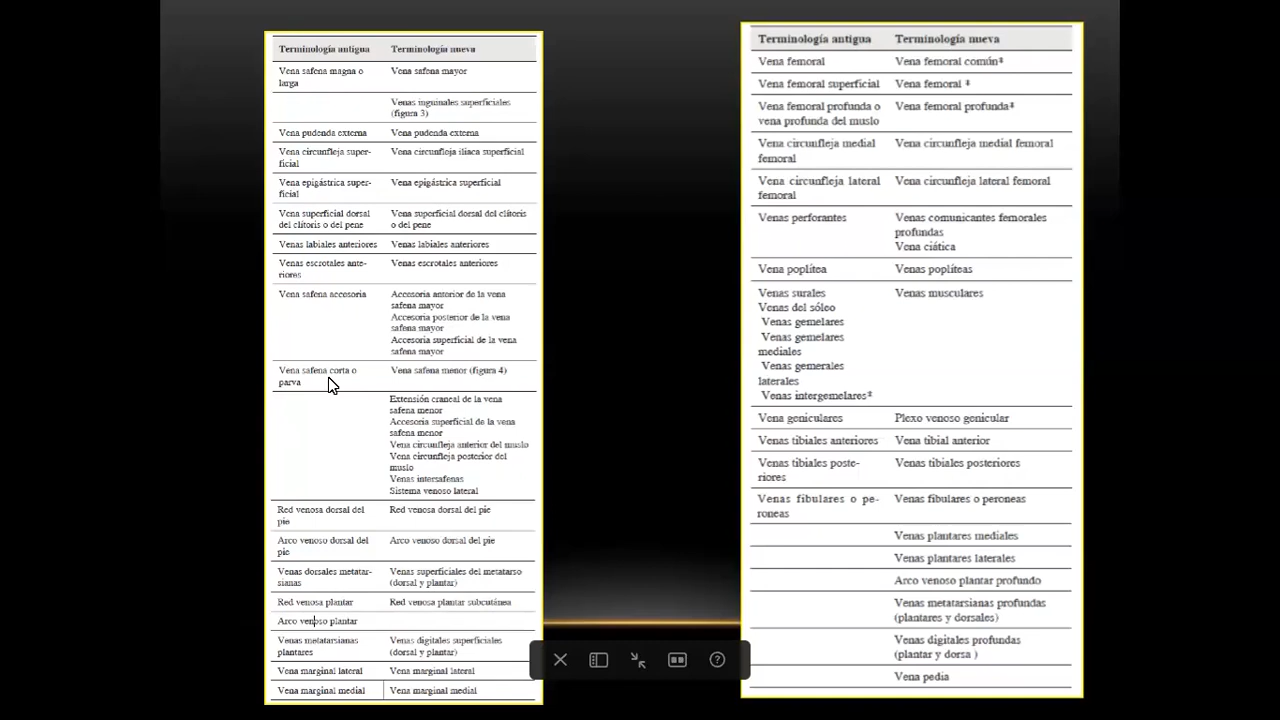 Terminología antigua Terminología nueva
Vena safena magna o Vena safena mayor
larga
Venas inguinales superficiales
(figura 3)
Vena pudenda externa Vena pudenda externa
Vena circunfleja super- Vena circunfleja iliaca superficial
ficial
Vena epigástrica super- Vena epigástrica superficial
ficial
Vena superficial dorsal Vena superficial dorsal del clítoris
del clítoris o del pene o del pene
Venas labiales anteriores Venas labiales anteriores
Venas escrotales ante- Venas escrotales anteriores
riores
Vena safena accesoria Accesoria anterior de la vena
safena mayor
Accesoria posterior de la vena
safena mayor
Accesoria superficial de la vena
safena mayor
Vena safena corta o Vena safena menor (figura 4)
parva
Extensión craneal de la vena
safena menor
Accesoria superficial de la vena
safena menor
Vena circunfleja anterior del muslo
Vena circunfleja posterior del
muslo
Venas intersafenas
Sistema venoso lateral
Red venosa dorsal del Red venosa dorsal del pie
pie
Arco venoso dorsal del Arco venoso dorsal del pie
pie
Venas dorsales metatar- Venas superficiales del metatarso
sianas (dorsal y plantar)
Red venosa plantar Red venosa plantar subcutánea
Arco venoso plantar
Venas metatarsianas Venas digitales superficiales
plantares (dorsal y plantar)
Vena marginal lateral Vena marginal lateral
Vena marginal medial Vena marginal medial
Terminología antigua Terminología nueva
Vena femoral Vena femoral común‡
Vena femoral superficial Vena femoral ‡
Vena femoral profunda o Vena femoral profunda‡
vena profunda del muslo
Vena circunfleja medial Vena circunfleja medial femoral
femoral
Vena circunfleja lateral Vena circunfleja lateral femoral
femoral
Venas perforantes Venas comunicantes femorales
profundas
Vena ciática
Vena poplítea Venas poplíteas
Venas surales Venas musculares
Venas del sóleo
Venas gemelares
Venas gemelares
mediales
Venas gemerales
laterales
Venas intergemelares‡
Vena geniculares Plexo venoso genicular
Venas tibiales anteriores Vena tibial anterior
Venas tibiales poste- Venas tibiales posteriores
riores
Venas fibulares o pe- Venas fibulares o peroneas
roneas
Venas plantares mediales
Venas plantares laterales
Arco venoso plantar profundo
Venas metatarsianas profundas
(plantares y dorsales)
Venas digitales profundas
(plantar y dorsa )
Vena pedia